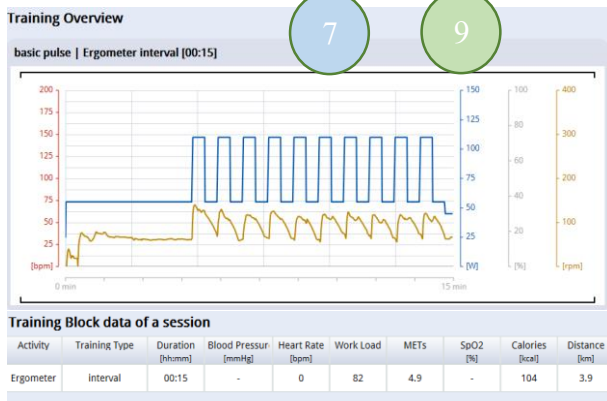 Training Overview
7
9
basic pulse | Ergometer interval [00:15]
200 150 100 400
175
125
150 80
100 300
125
60
100 75 200
75 40
50
50 100
20
25 25
[bpm] [W] [%] [rpm]
0 min 15 min
Training Block data of a session
Activity Training Type Duration Blood Pressur Heart Rate Work Load METs SpO2 Calories Distance
[hh:mm] [mmHg] [bpm] [%] [kcal] [km]
Ergometer interval 00:15 - 0 82 4.9 - 104 3.9